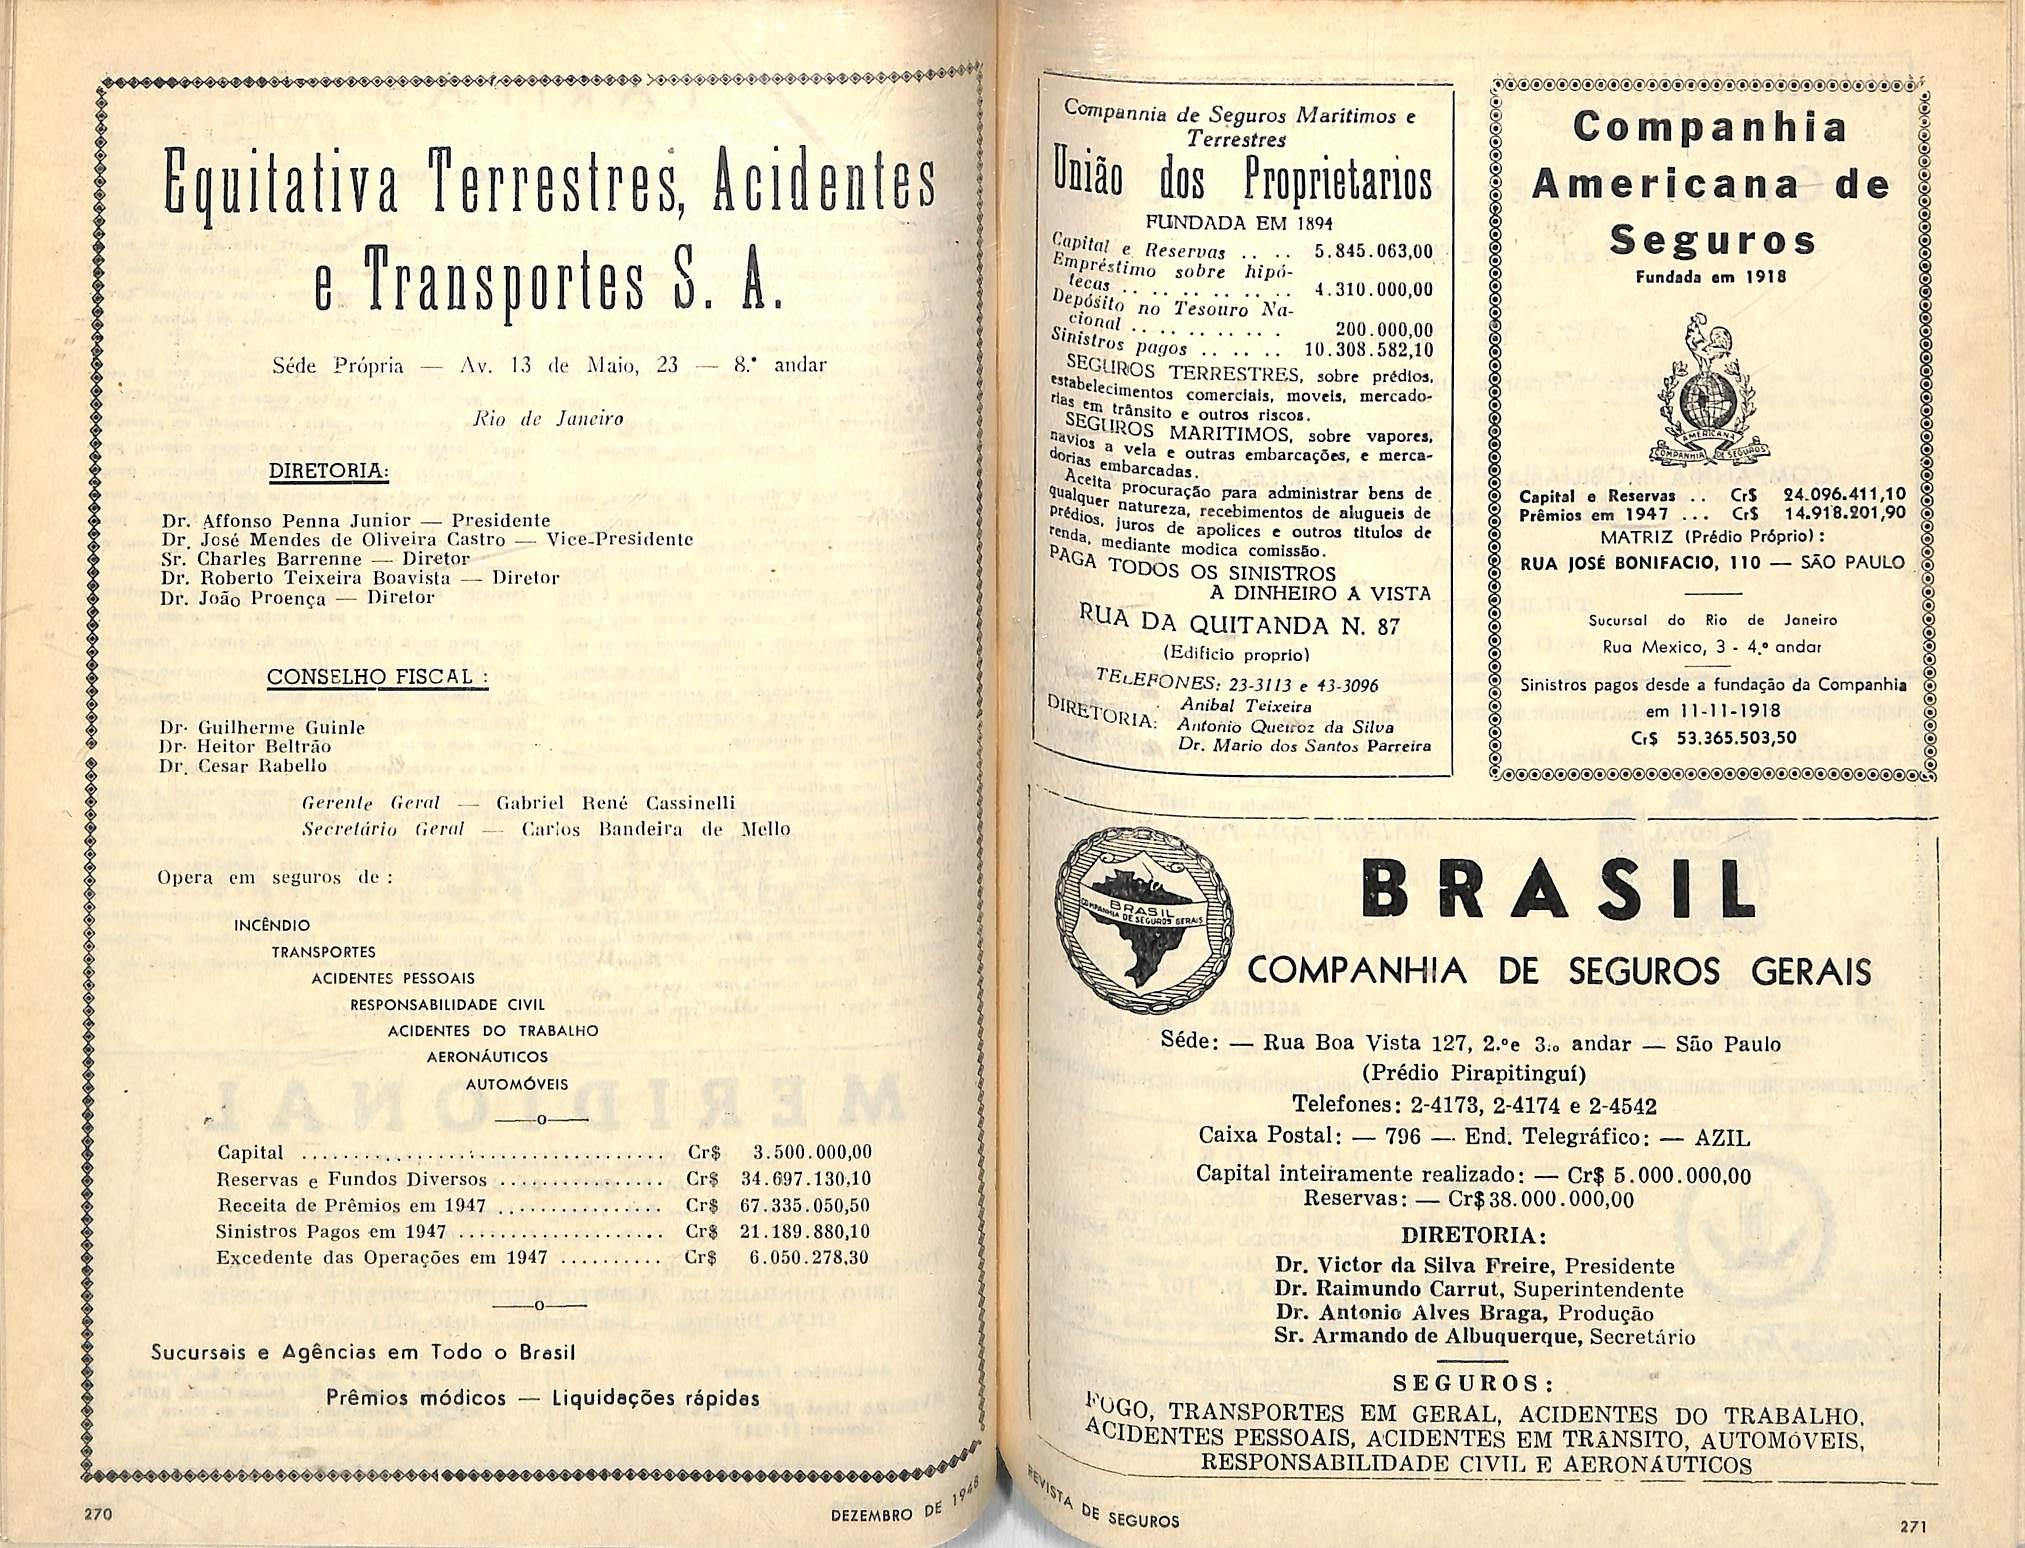 Equitativa Terrestres, Acidentes
e Transportes S. A.
Séde Própria — Av. 13 de Maio, 23 — 8.º andar
Rio de Janeiro
DIRETORIA:
Dr. Affonso Penna Junior — Presidente
Dr. José Mendes de Oliveira Castro — Vice-Presidente
Sr. Charles Barrenne — Diretor
Dr. Roberto Teixeira Boavista — Diretor
Dr. João Proença — Diretor
CONSELHO FISCAL :
Dr. Guilherme Guinle
Dr. Heitor Beltrão
Dr. Cesar Rabello
Gerente Geral — Gabriel René Cassinelli
Secretário Geral — Carlos Bandeira de Mello
Opera em seguros de :
INCÊNDIO
TRANSPORTES
ACIDENTES PESSOAIS
RESPONSABILIDADE CIVIL
ACIDENTES DO TRABALHO
AERONÁUTICOS
AUTOMÓVEIS
——o——
Capital .................................. Cr$ 3.500.000,00
Reservas e Fundos Diversos ................ Cr$ 34.697.130,10
Receita de Prêmios em 1947 ................ Cr$ 67.335.050,50
Sinistros Pagos em 1947 .................... Cr$ 21.189.880,10
Excedente das Operações em 1947 .......... Cr$ 6.050.278,30
——o——
Sucursais e Agências em Todo o Brasil
Prêmios módicos — Liquidações rápidas
270
DEZEMBRO DE 1948
Compannia de Seguros Marítimos e
Terrestres
União dos Proprietarios
FUNDADA EM 1894
Capital e Reservas .. .. 5.845.063,00
Empréstimo sobre hipó-
tecas .. .. .. .. .. .. 4.310.000,00
Depósito no Tesouro Na-
cional .. .. .. .. .. 200.000,00
Sinistros pagos .. .. .. 10.308.582,10
SEGUROS TERRESTRES, sobre prédios,
estabelecimentos comerciais, moveis, mercado-
rias em trânsito e outros riscos.
SEGUROS MARITIMOS, sobre vapores,
navios a vela e outras embarcações, e merca-
dorias embarcadas.
Aceita procuração para administrar bens de
qualquer natureza, recebimentos de alugueis de
prédios, juros de apolices e outros titulos de
renda, mediante modica comissão.
PAGA TODOS OS SINISTROS
A DINHEIRO A VISTA
RUA DA QUITANDA N. 87
(Edificio proprio)
TELEFONES: 23-3113 e 43-3096
DIRETORIA: Anibal Teixeira
Antonio Queiroz da Silva
Dr. Mario dos Santos Parreira
Companhia
Americana de
Seguros
Fundada em 1918
AMERICANA
COMPANHIA DE SEGUROS
Capital e Reservas .. Cr$ 24.096.411,10
Prêmios em 1947 ... Cr$ 14.918.201,90
MATRIZ (Prédio Próprio) :
RUA JOSÉ BONIFACIO, 110 — SÃO PAULO
Sucursal do Rio de Janeiro
Rua Mexico, 3 - 4.º andar
Sinistros pagos desde a fundação da Companhia
em 11-11-1918
Cr$ 53.365.503,50
BRASIL
COMPANHIA DE SEGUROS GERAIS
BRASIL
COMPANHIA DE SEGUROS GERAIS
Séde: — Rua Boa Vista 127, 2.º e 3.º andar — São Paulo
(Prédio Pirapitinguí)
Telefones: 2-4173, 2-4174 e 2-4542
Caixa Postal: — 796 — End. Telegráfico: — AZIL
Capital inteiramente realizado: — Cr$ 5.000.000,00
Reservas: — Cr$ 38.000.000,00
DIRETORIA:
Dr. Victor da Silva Freire, Presidente
Dr. Raimundo Carrut, Superintendente
Dr. Antonio Alves Braga, Produção
Sr. Armando de Albuquerque, Secretário
SEGUROS:
FOGO, TRANSPORTES EM GERAL, ACIDENTES DO TRABALHO,
ACIDENTES PESSOAIS, ACIDENTES EM TRÂNSITO, AUTOMÓVEIS,
RESPONSABILIDADE CIVIL E AERONÁUTICOS
REVISTA DE SEGUROS
271